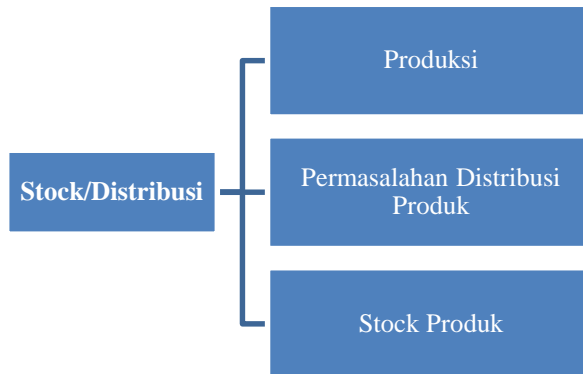 Produksi
Stock/Distribusi
Permasalahan Distribusi
Produk
Stock Produk